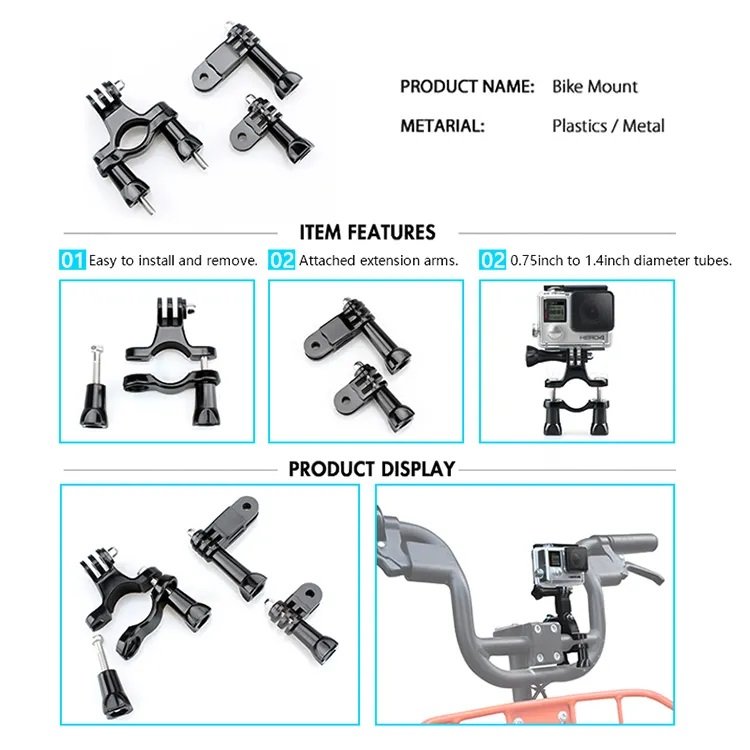 PRODUCT NAME: Bike Mount
METARIAL: Plastics / Metal
ITEM FEATURES
01 Easy to install and remove. 02 Attached extension arms. 02 0.75inch to 1.4inch diameter tubes.
HERO4
PRODUCT DISPLAY